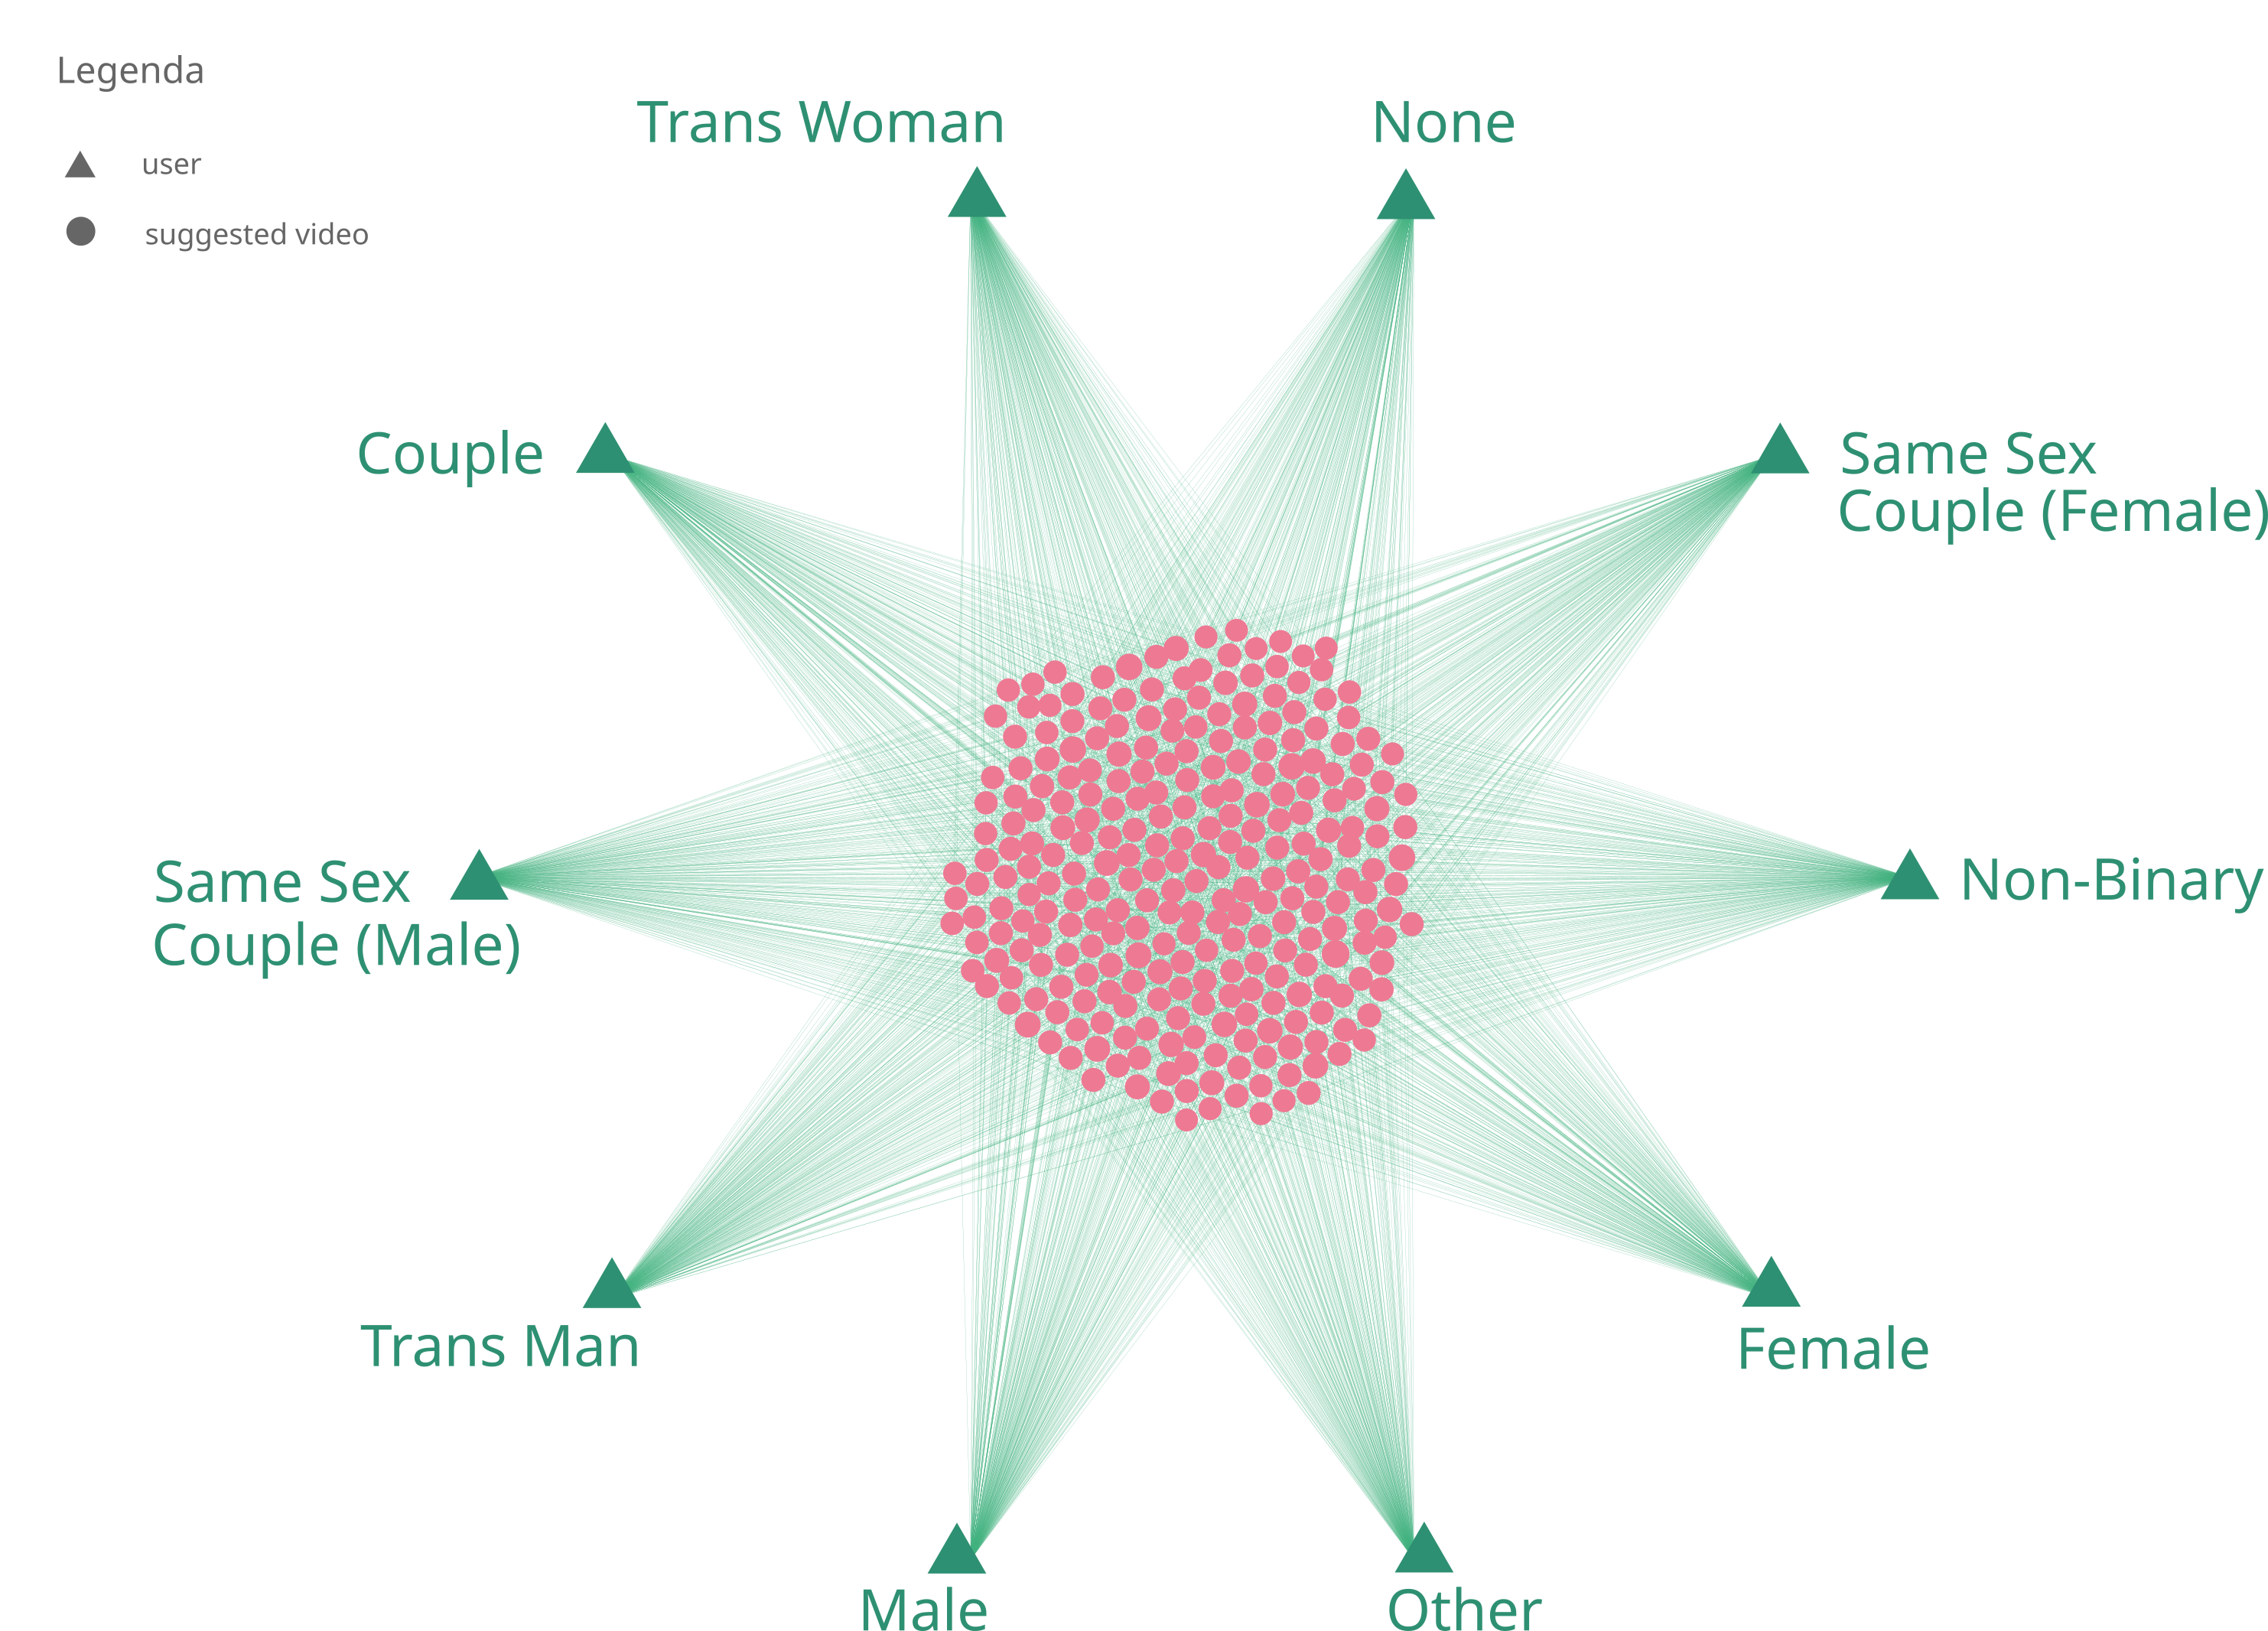 Legenda
user
suggested video
Trans Woman
None
Couple
Same Sex
Couple (Female)
Same Sex
Couple (Male)
Non-Binary
Trans Man
Female
Male
Other